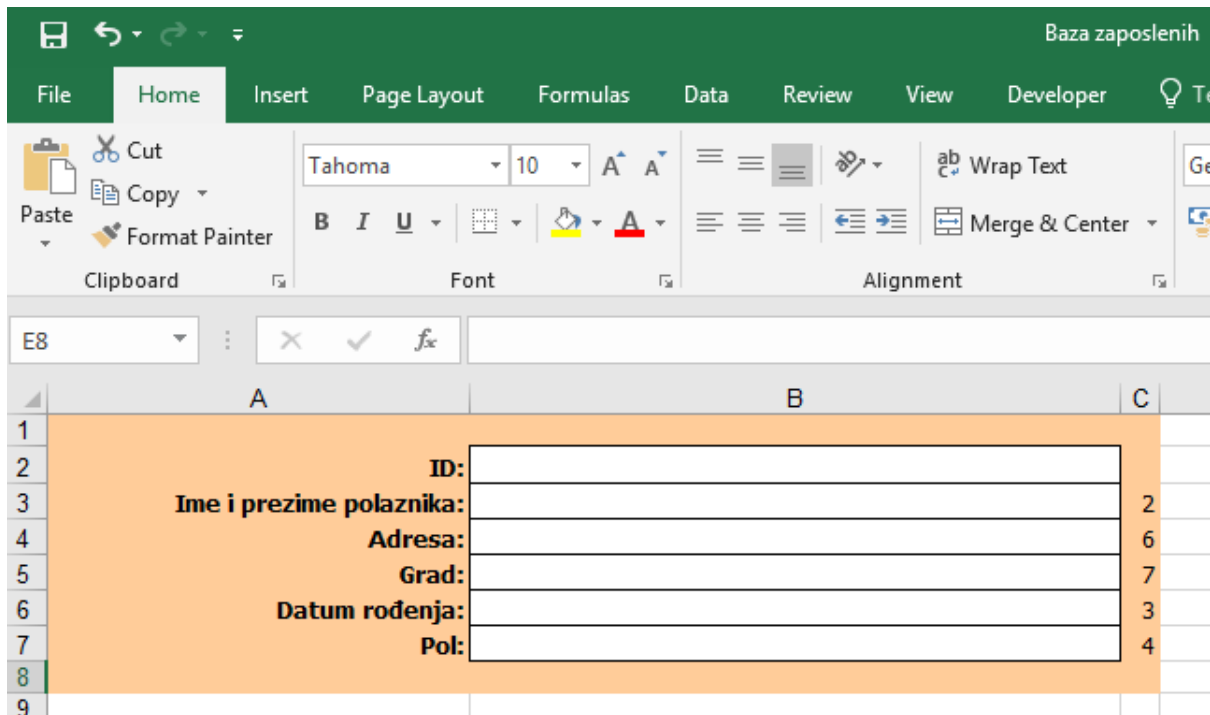 Baza zaposlenih
File Home Insert Page Layout Formulas Data Review View Developer
Cut
Tahoma 10 A A ab Wrap Text
Copy
Paste B I U A Merge & Center
Format Painter
Clipboard Font Alignment
E8 fx
A B C
1
2 ID:
3 Ime i prezime polaznika: 2
4 Adresa: 6
5 Grad: 7
6 Datum rođenja: 3
7 Pol: 4
8
9